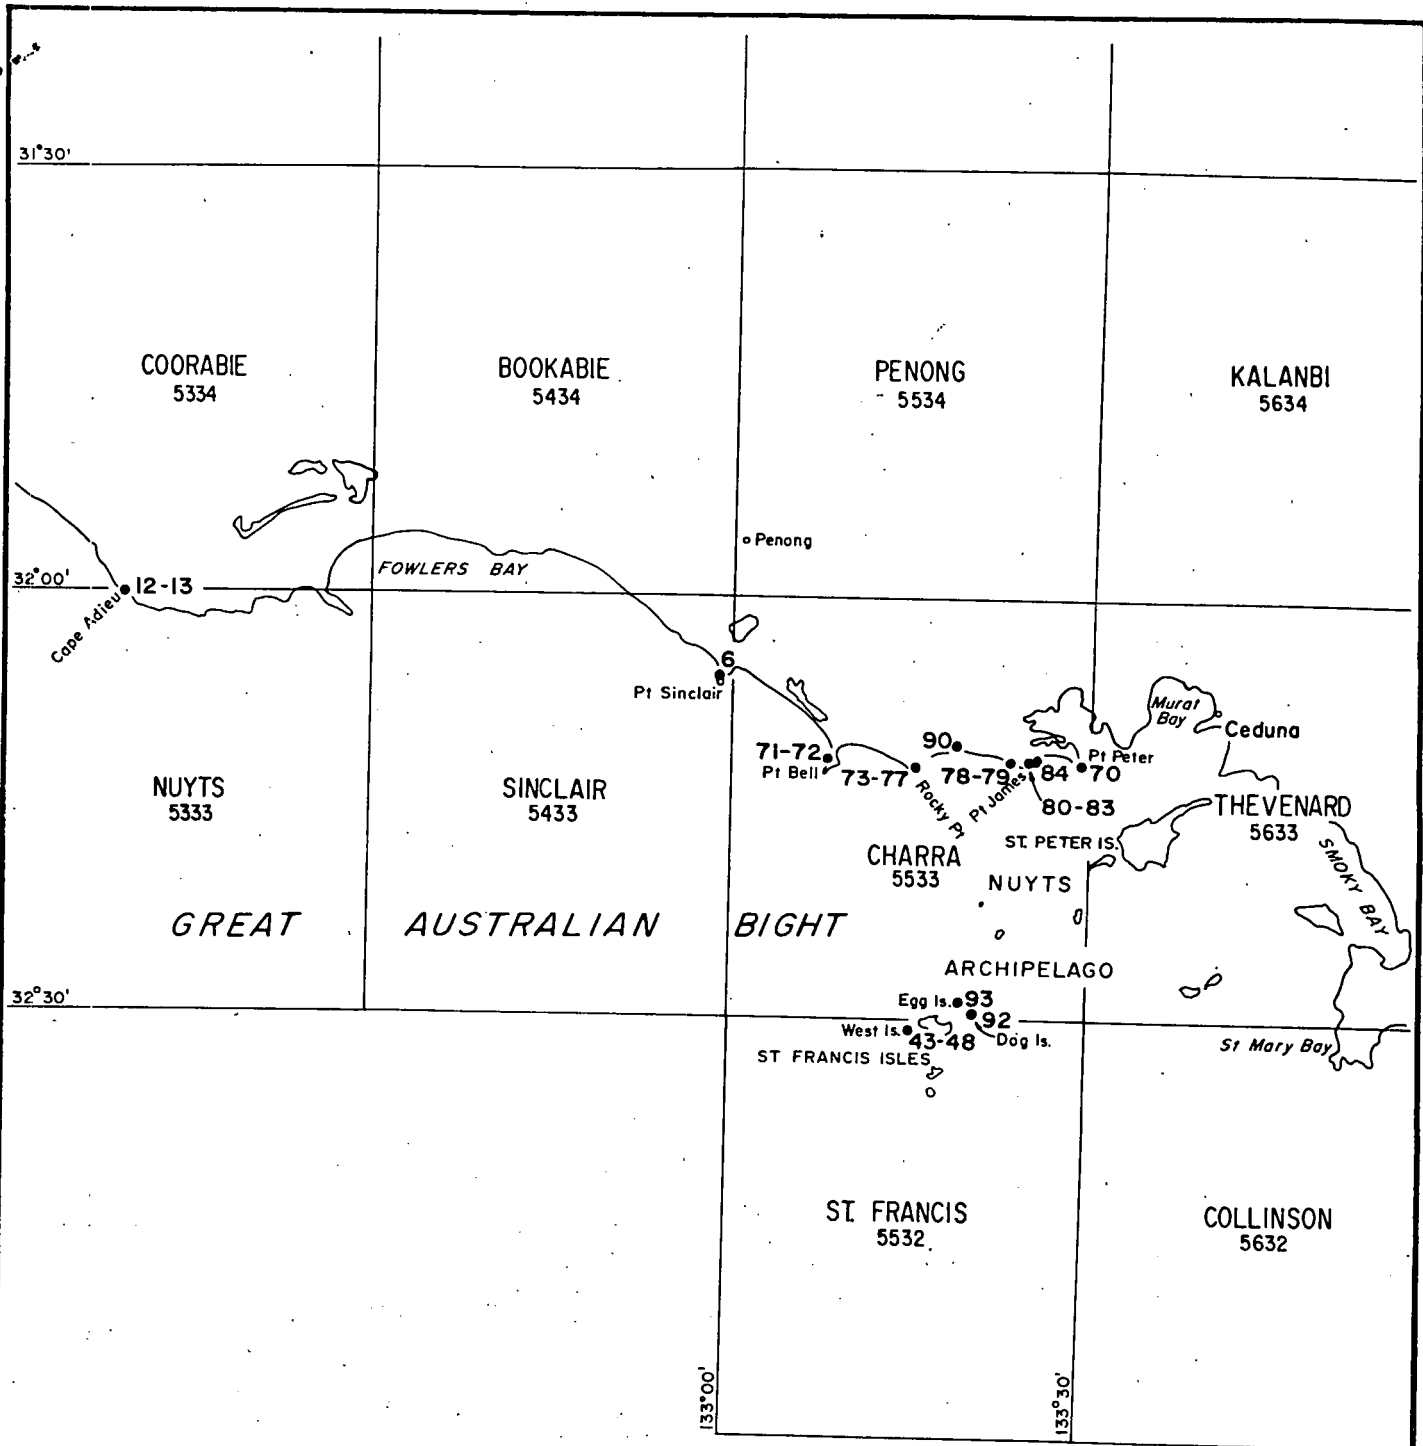 31°30'
COORABIE
5334
BOOKABIE
5434
PENONG
5534
KALANBI
5634
Penong
FOWLERS BAY
32°00'
12-13
Cape Adieu
6
Pt Sinclair
Murat
Bay
Ceduna
71-72
Pt Bell
73-77
Rocky Pt
90
78-79
Pt James
84
Pt Peter
70
80-83
NUYTS
5333
SINCLAIR
5433
THEVENARD
5633
ST. PETER IS.
CHARRA
5533
NUYTS
SMOKY BAY
GREAT AUSTRALIAN BIGHT
ARCHIPELAGO
32°30'
Egg Is.
93
92
West Is.
43-48
Dog Is.
St Mary Bay
ST FRANCIS ISLES
ST. FRANCIS
5532
COLLINSON
5632
133°00'
133°30'